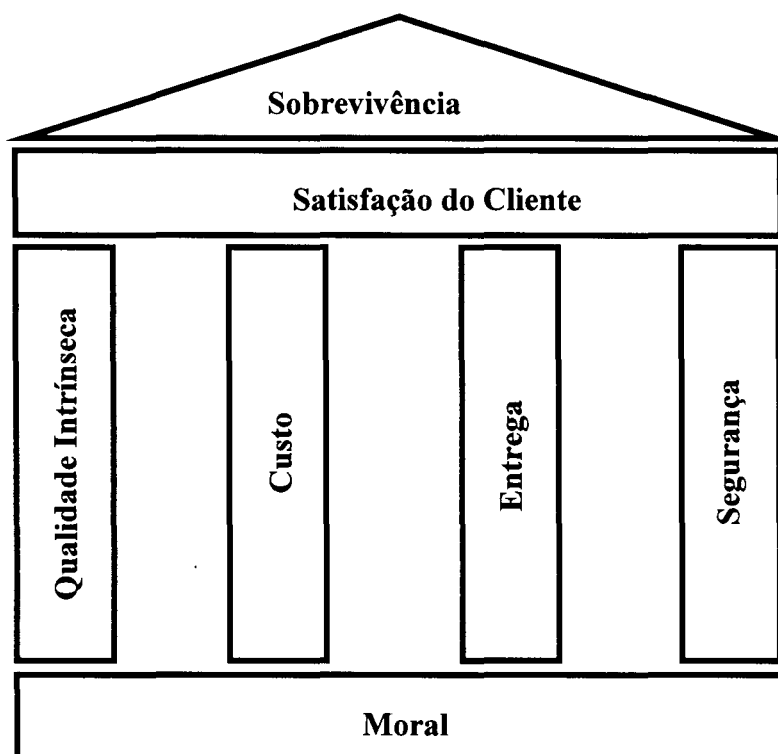 Sobrevivência
Satisfação do Cliente
Qualidade Intrínseca
Custo
Entrega
Segurança
Moral